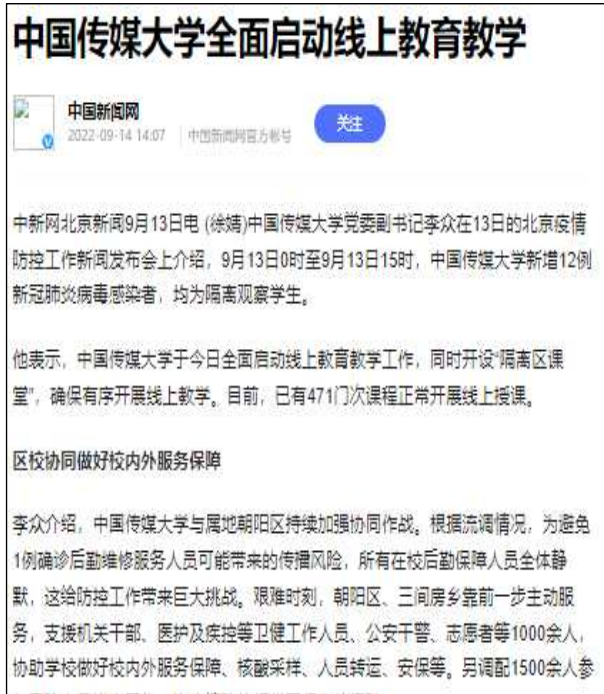 中国传媒大学全面启动线上教育教学
中国新闻网
2022-09-14 14:07 中国新闻网官方帐号
关注
中新网北京新闻9月13日电 (徐婧)中国传媒大学党委副书记李众在13日的北京疫情
防控工作新闻发布会上介绍，9月13日0时至9月13日15时，中国传媒大学新增12例
新冠肺炎病毒感染者，均为隔离观察学生。
他表示，中国传媒大学于今日全面启动线上教育教学工作，同时开设“隔离区课
堂”，确保有序开展线上教学。目前，已有471门次课程正常开展线上授课。
区校协同做好校内外服务保障
李众介绍，中国传媒大学与属地朝阳区持续加强协同作战。根据流调情况，为避免
1例确诊后勤维修服务人员可能带来的传播风险，所有在校后勤保障人员全体静
默，这给防控工作带来巨大挑战。艰难时刻，朝阳区、三间房乡靠前一步主动服
务，支援机关干部、医护及疾控等卫健工作人员、公安干警、志愿者等1000余人，
协助学校做好校内外服务保障、核酸采样、人员转运、安保等。另调配1500余人参